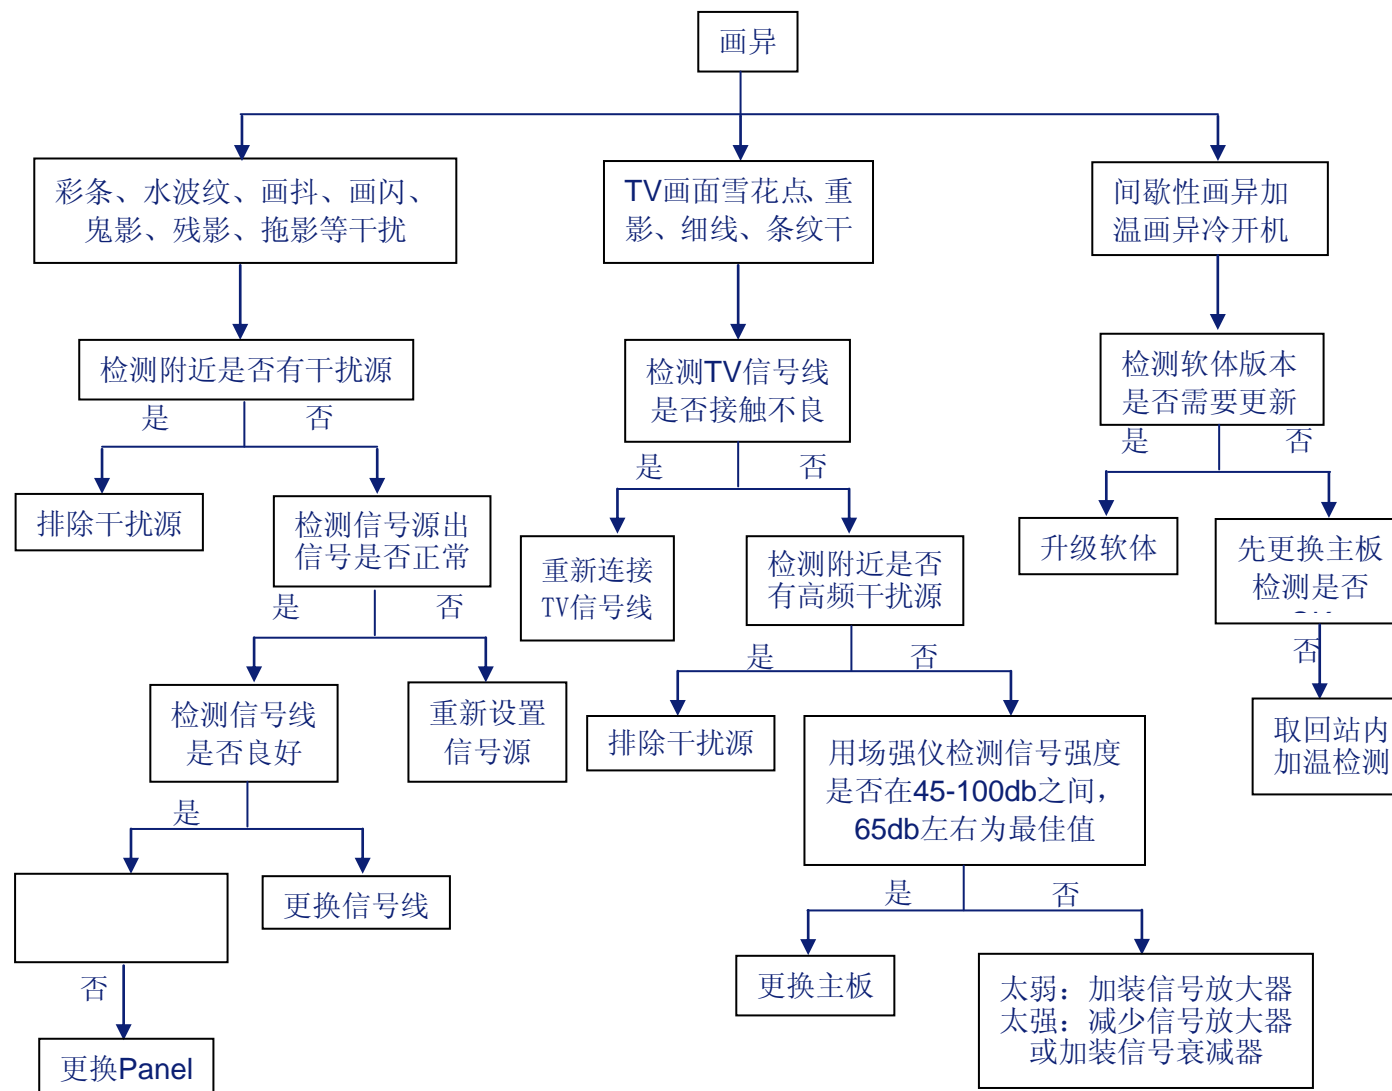 画异
彩条、水波纹、画抖、画闪、
鬼影、残影、拖影等干扰
TV画面雪花点、重
影、细线、条纹干
间歇性画异加
温画异冷开机
检测附近是否有干扰源
是
否
检测TV信号线
是否接触不良
是
否
检测软体版本
是否需要更新
是
否
排除干扰源
检测信号源出
信号是否正常
是
否
重新连接
TV信号线
检测附近是否
有高频干扰源
是
否
升级软体
先更换主板
检测是否
否
检测信号线
是否良好
是
重新设置
信号源
排除干扰源
用场强仪检测信号强度
是否在45-100db之间，
65db左右为最佳值
是
否
取回站内
加温检测
更换信号线
否
更换Panel
更换主板
太弱：加装信号放大器
太强：减少信号放大器
或加装信号衰减器